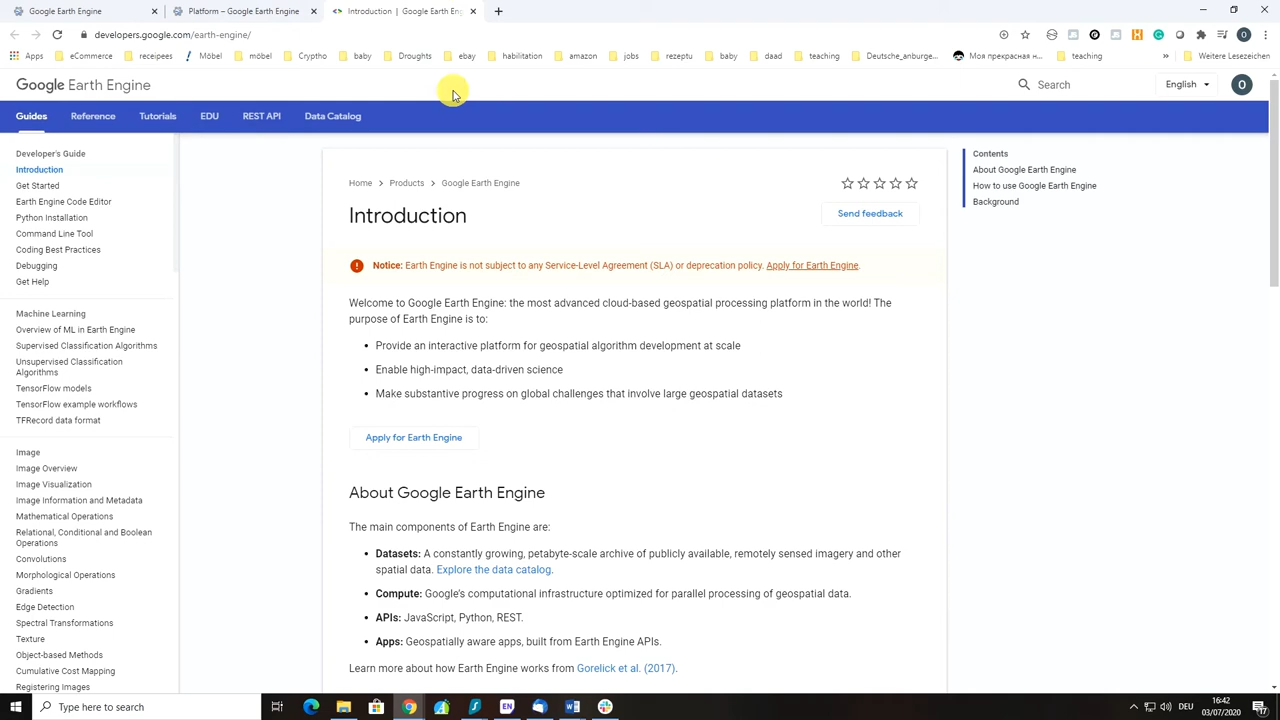 Google Earth Engine
Platform – Google Earth Engine
Introduction | Google Earth Eng
developers.google.com/earth-engine/
Apps
eCommerce
receipees
Möbel
möbel
Cryptho
baby
Droughts
ebay
habilitation
amazon
jobs
rezeptu
baby
daad
teaching
Deutsche_anburge...
Моя прекрасная н...
teaching
»
Weitere Lesezeichen
Google Earth Engine
Search
English
O
Guides
Reference
Tutorials
EDU
REST API
Data Catalog
Developer's Guide
Introduction
Get Started
Earth Engine Code Editor
Python Installation
Command Line Tool
Coding Best Practices
Debugging
Get Help
Machine Learning
Overview of ML in Earth Engine
Supervised Classification Algorithms
Unsupervised Classification
Algorithms
TensorFlow models
TensorFlow example workflows
TFRecord data format
Image
Image Overview
Image Visualization
Image Information and Metadata
Mathematical Operations
Relational, Conditional and Boolean
Operations
Convolutions
Morphological Operations
Gradients
Edge Detection
Spectral Transformations
Texture
Object-based Methods
Cumulative Cost Mapping
Registering Images
Home > Products > Google Earth Engine
Introduction
Send feedback
Notice: Earth Engine is not subject to any Service-Level Agreement (SLA) or deprecation policy. Apply for Earth Engine.
Welcome to Google Earth Engine: the most advanced cloud-based geospatial processing platform in the world! The
purpose of Earth Engine is to:
• Provide an interactive platform for geospatial algorithm development at scale
• Enable high-impact, data-driven science
• Make substantive progress on global challenges that involve large geospatial datasets
Apply for Earth Engine
About Google Earth Engine
The main components of Earth Engine are:
• Datasets: A constantly growing, petabyte-scale archive of publicly available, remotely sensed imagery and other
spatial data. Explore the data catalog.
• Compute: Google's computational infrastructure optimized for parallel processing of geospatial data.
• APIs: JavaScript, Python, REST.
• Apps: Geospatially aware apps, built from Earth Engine APIs.
Learn more about how Earth Engine works from Gorelick et al. (2017).
Contents
About Google Earth Engine
How to use Google Earth Engine
Background
Type here to search
EN
DEU
16:42
03/07/2020